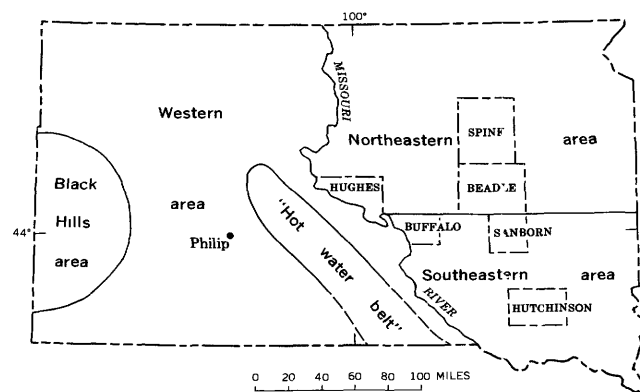 100°
MISSOURI
Western
Northeastern area
SPINK
Black
Hills
area
area
HUGHES
BEADLE
"Hot
water
belt"
44°
Philip
BUFFALO
SANBORN
Southeastern area
RIVER
HUTCHINSON
0 20 40 60 80 100 MILES